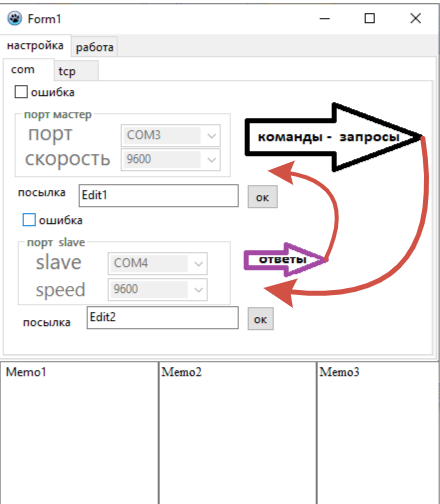 Form1
настройка работа
com tcp
ошибка
порт мастер
порт COM3
скорость 9600
команды - запросы
посылка Edit1 ок
ошибка
порт slave
slave COM4
speed 9600
ответы
посылка Edit2 ок
Memo1 Memo2 Memo3